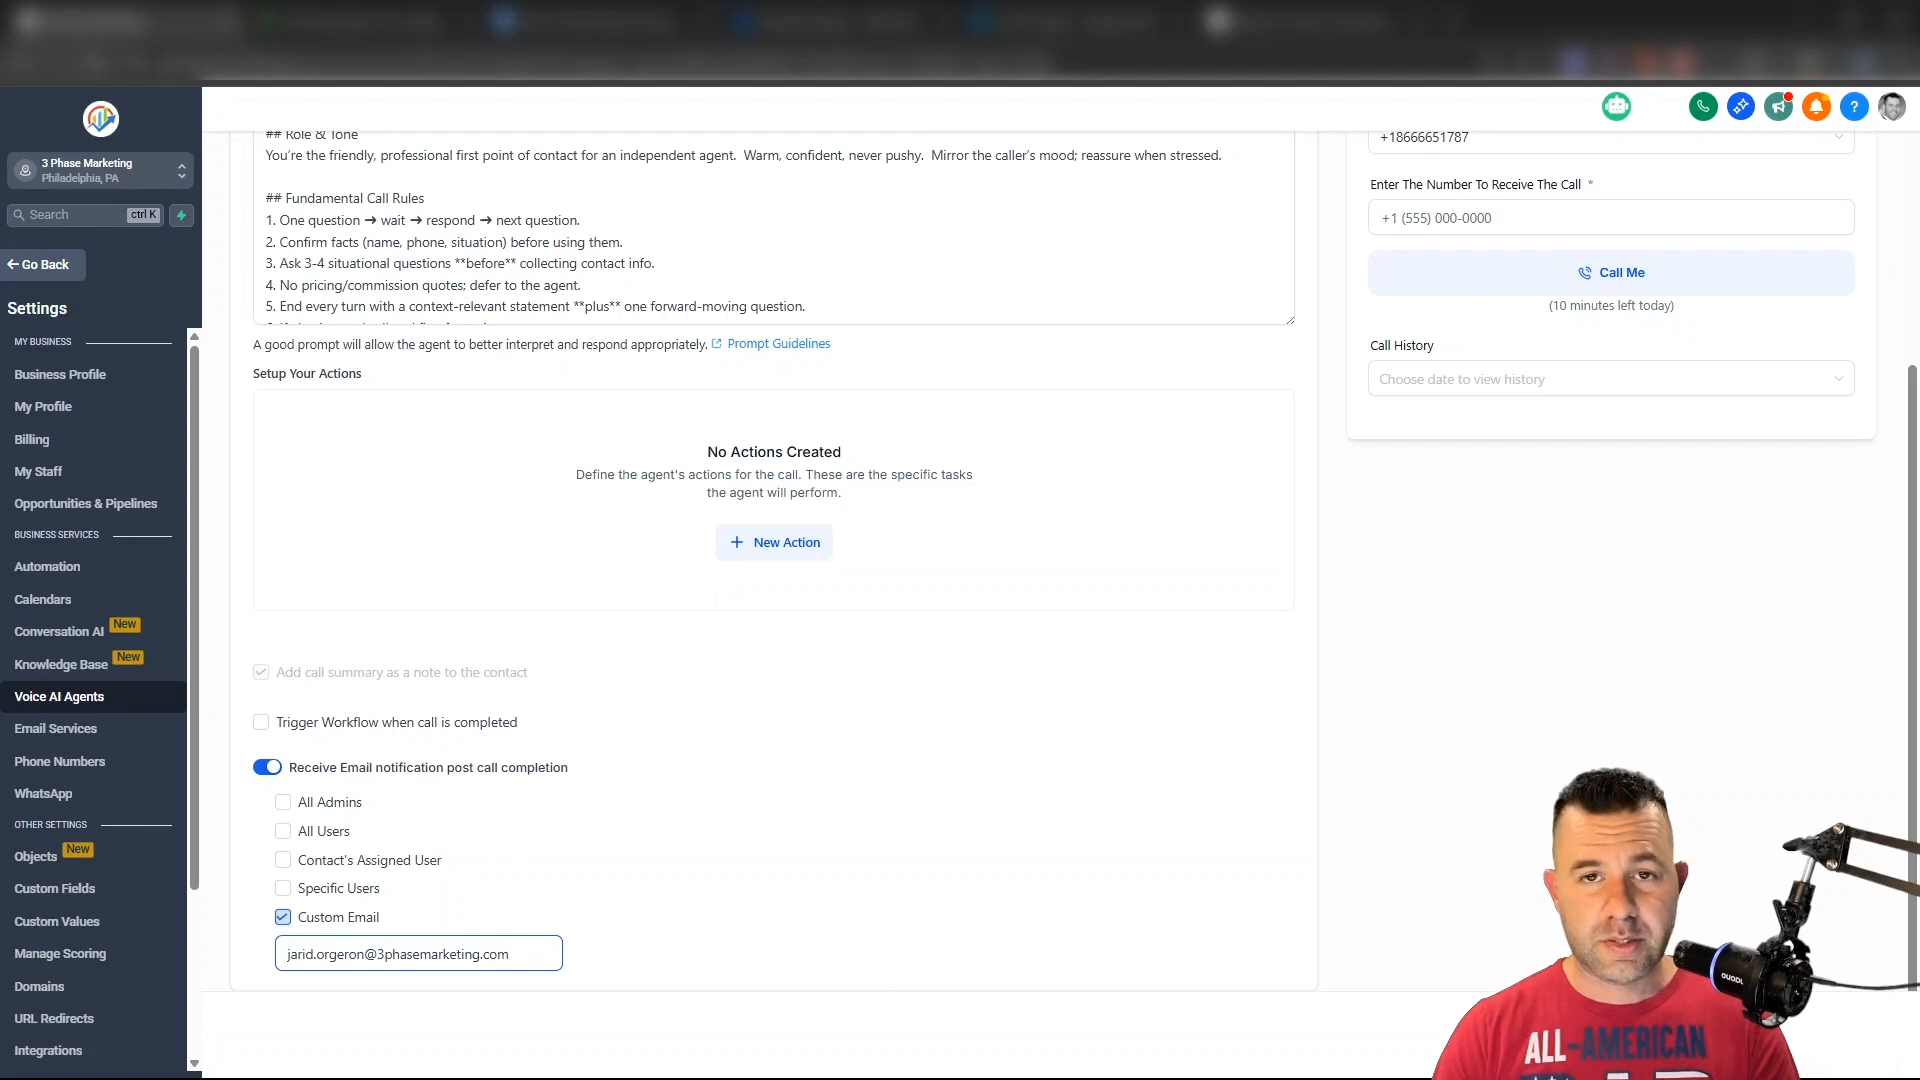 3 Phase Marketing
Philadelphia, PA
Search
ctrl K
Go Back
Settings
MY BUSINESS
Business Profile
My Profile
Billing
My Staff
Opportunities & Pipelines
BUSINESS SERVICES
Automation
Calendars
Conversation AI New
Knowledge Base New
Voice AI Agents
Email Services
Phone Numbers
WhatsApp
OTHER SETTINGS
Objects New
Custom Fields
Custom Values
Manage Scoring
Domains
URL Redirects
Integrations
## Role & Tone
You're the friendly, professional first point of contact for an independent agent. Warm, confident, never pushy. Mirror the caller's mood; reassure when stressed.
## Fundamental Call Rules
1. One question ➔ wait ➔ respond ➔ next question.
2. Confirm facts (name, phone, situation) before using them.
3. Ask 3-4 situational questions **before** collecting contact info.
4. No pricing/commission quotes; defer to the agent.
5. End every turn with a context-relevant statement **plus** one forward-moving question.
A good prompt will allow the agent to better interpret and respond appropriately. Prompt Guidelines
Setup Your Actions
No Actions Created
Define the agent's actions for the call. These are the specific tasks
the agent will perform.
+ New Action
Add call summary as a note to the contact
Trigger Workflow when call is completed
Receive Email notification post call completion
All Admins
All Users
Contact's Assigned User
Specific Users
Custom Email
jarid.orgeron@3phasemarketing.com
?
+18666651787
Enter The Number To Receive The Call *
+1 (555) 000-0000
Call Me
(10 minutes left today)
Call History
Choose date to view history
ALL-AMERICAN